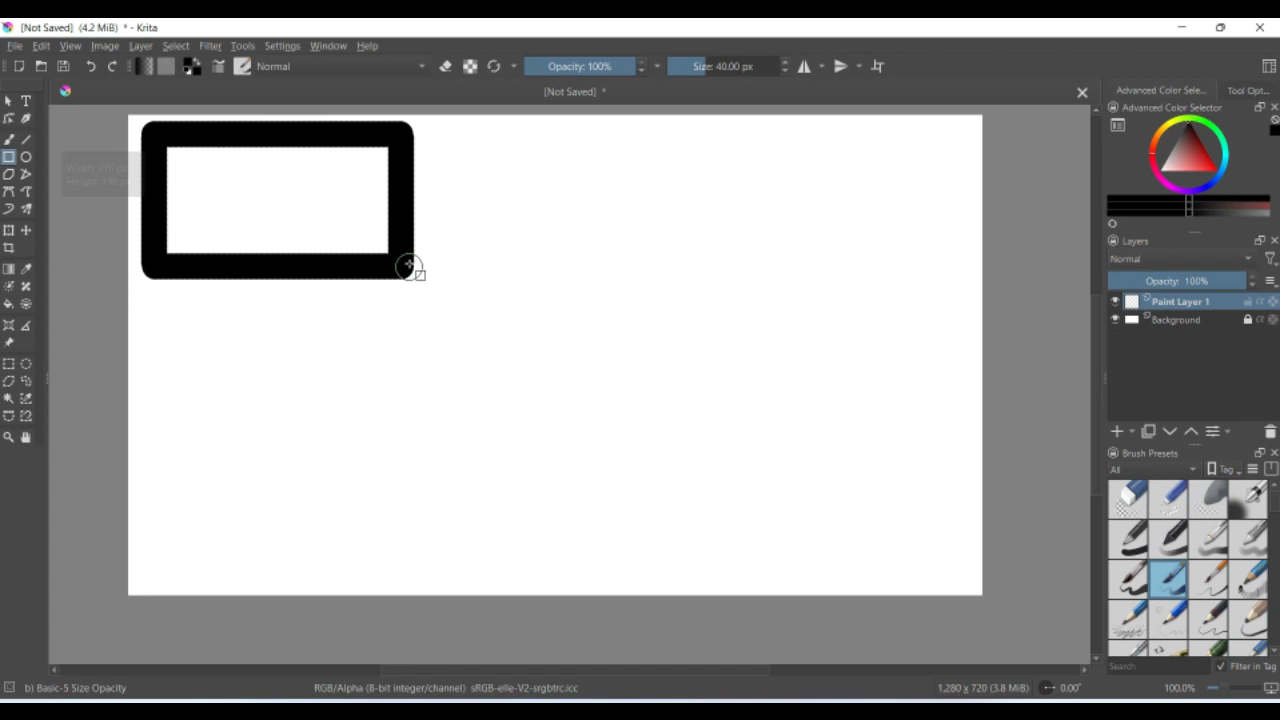 [Not Saved] (4.2 MiB) * - Krita
File Edit View Image Layer Select Filter Tools Settings Window Help
Normal Opacity: 100% Size: 40.00 px
[Not Saved] *
Advanced Color Sele... Tool Opt...
Advanced Color Selector
Layers
Normal
Opacity: 100%
Paint Layer 1
Background
Brush Presets
All Tag
Search Filter in Tag
b) Basic-5 Size Opacity RGB/Alpha (8-bit integer/channel) sRGB-elle-V2-srgbtrc.icc 1,280 x 720 (3.8 MiB) 0.00° 100.0%